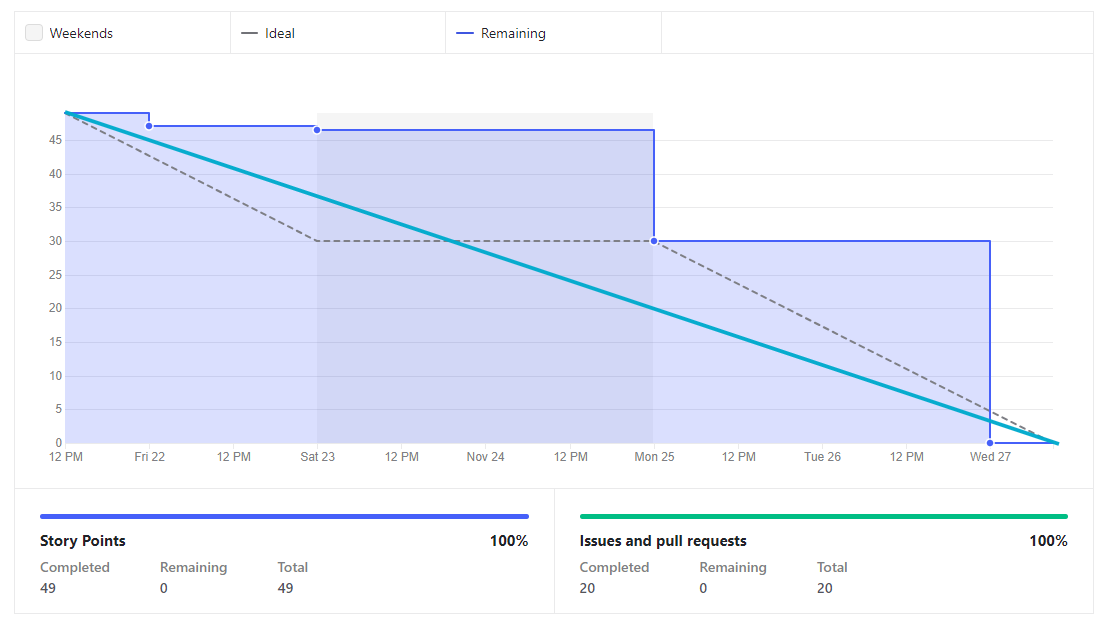 Weekends Ideal Remaining
45
40
35
30
25
20
15
10
5
0
12 PM Fri 22 12 PM Sat 23 12 PM Nov 24 12 PM Mon 25 12 PM Tue 26 12 PM Wed 27
Story Points 100%
Completed Remaining Total
49 0 49
Issues and pull requests 100%
Completed Remaining Total
20 0 20